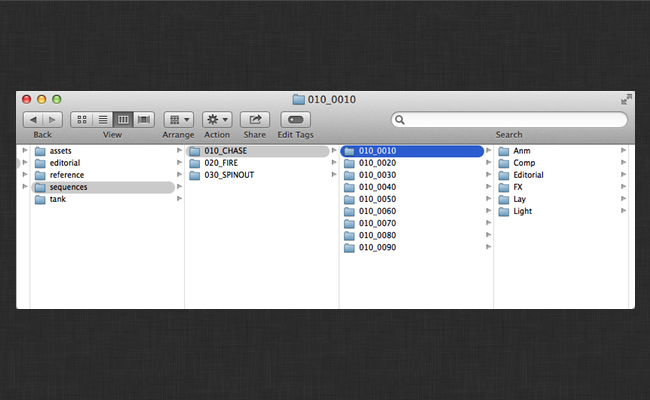 010_0010
Back
View
Arrange
Action
Share
Edit Tags
Search
assets
editorial
reference
sequences
tank
010_CHASE
020_FIRE
030_SPINOUT
010_0010
010_0020
010_0030
010_0040
010_0050
010_0060
010_0070
010_0080
010_0090
Anm
Comp
Editorial
FX
Lay
Light